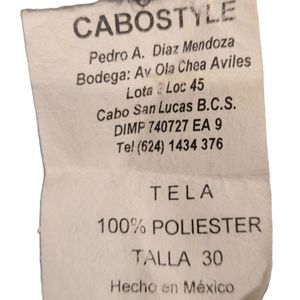 CABOSTYLE
Pedro A. Diaz Mendoza
Bodega: Av Ola Chea Aviles
Lota 2 Loc 45
Cabo San Lucas B.C.S.
DIMP 740727 EA 9
Tel (624) 1434 376
TELA
100% POLIESTER
TALLA 30
Hecho en México